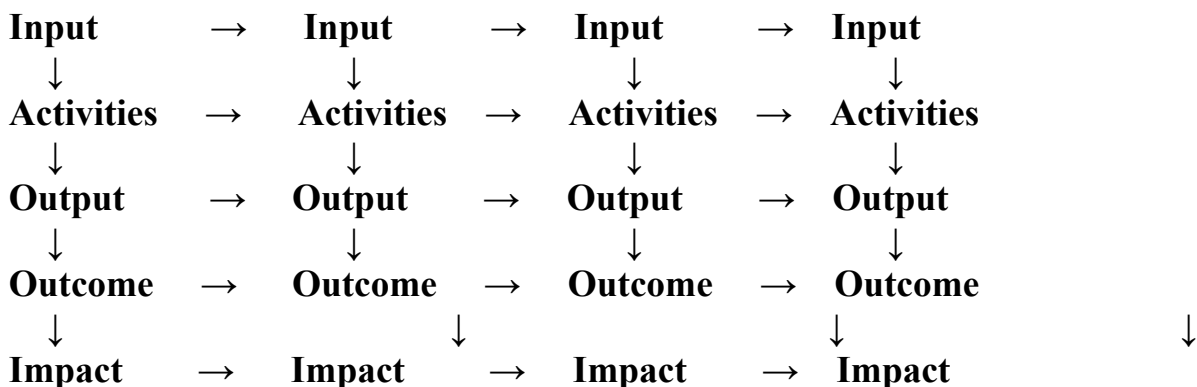 Input → Input → Input → Input
↓ ↓ ↓ ↓
Activities → Activities → Activities → Activities
↓ ↓ ↓ ↓
Output → Output → Output → Output
↓ ↓ ↓ ↓
Outcome → Outcome → Outcome → Outcome
↓ ↓ ↓ ↓
Impact → Impact → Impact → Impact